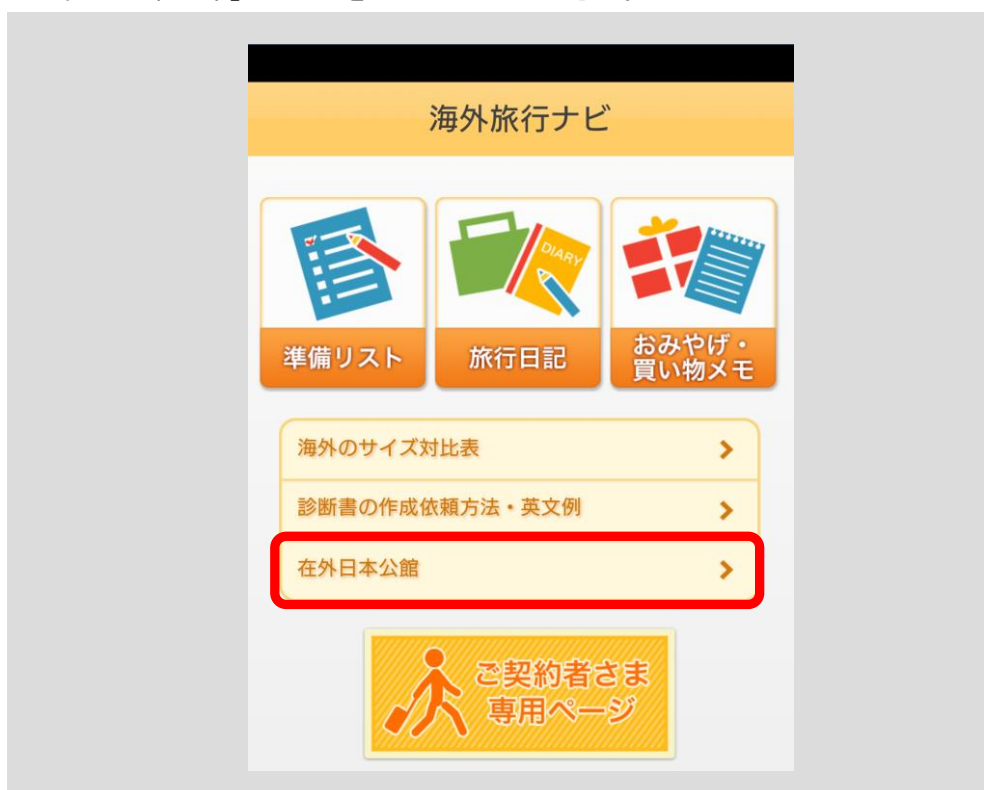 海外旅行ナビ
DIARY
準備リスト
旅行日記
おみやげ・
買い物メモ
海外のサイズ対比表
診断書の作成依頼方法・英文例
在外日本公館
ご契約者さま
専用ページ